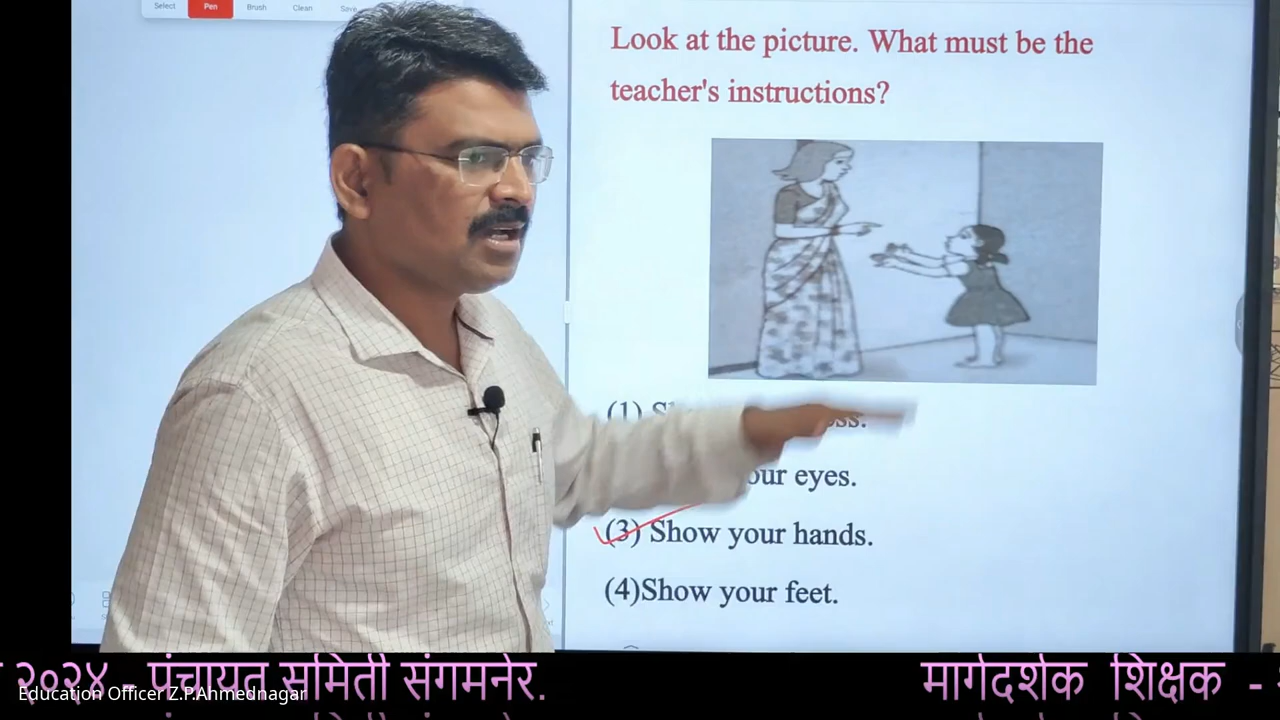 Select Pen Brush Clean Save
Look at the picture. What must be the
teacher's instructions?
(1)
our eyes.
(3) Show your hands.
(4)Show your feet.
२०२४ - पंचायत समिती संगमनेर. मार्गदर्शक शिक्षक -
Education Officer Z.P.Ahmednagar